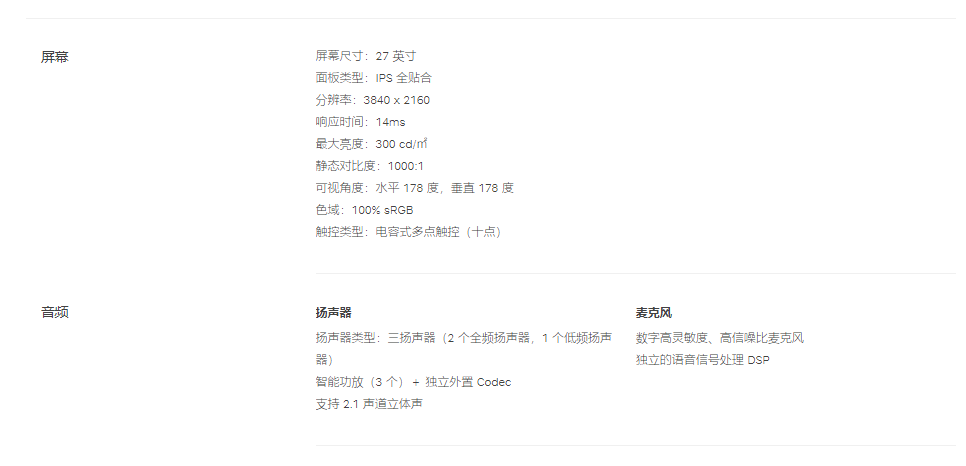 屏幕
屏幕尺寸：27 英寸
面板类型：IPS 全贴合
分辨率：3840 x 2160
响应时间：14ms
最大亮度：300 cd/㎡
静态对比度：1000:1
可视角度：水平 178 度，垂直 178 度
色域：100% sRGB
触控类型：电容式多点触控（十点）
音频
扬声器
扬声器类型：三扬声器（2 个全频扬声器，1 个低频扬声
器）
智能功放（3 个）+ 独立外置 Codec
支持 2.1 声道立体声
麦克风
数字高灵敏度、高信噪比麦克风
独立的语音信号处理 DSP